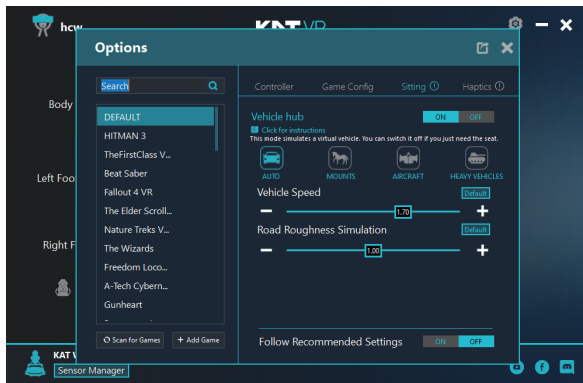 hcw
KAT VR
Options
Search
DEFAULT
HITMAN 3
TheFirstClass V...
Beat Saber
Fallout 4 VR
The Elder Scroll...
Nature Treks V...
The Wizards
Freedom Loco...
A-Tech Cybern...
Gunheart
Scan for Games
+ Add Game
Controller
Game Config
Sitting
Haptics
Vehicle hub
ON
OFF
Click for instructions
This mode simulates a virtual vehicle. You can switch it off if you just need the seat.
AUTO
MOUNTS
AIRCRAFT
HEAVY VEHICLES
Vehicle Speed
Default
1.70
Road Roughness Simulation
Default
1.00
Follow Recommended Settings
ON
OFF
Body
Left Foo
Right F
KAT
Sensor Manager